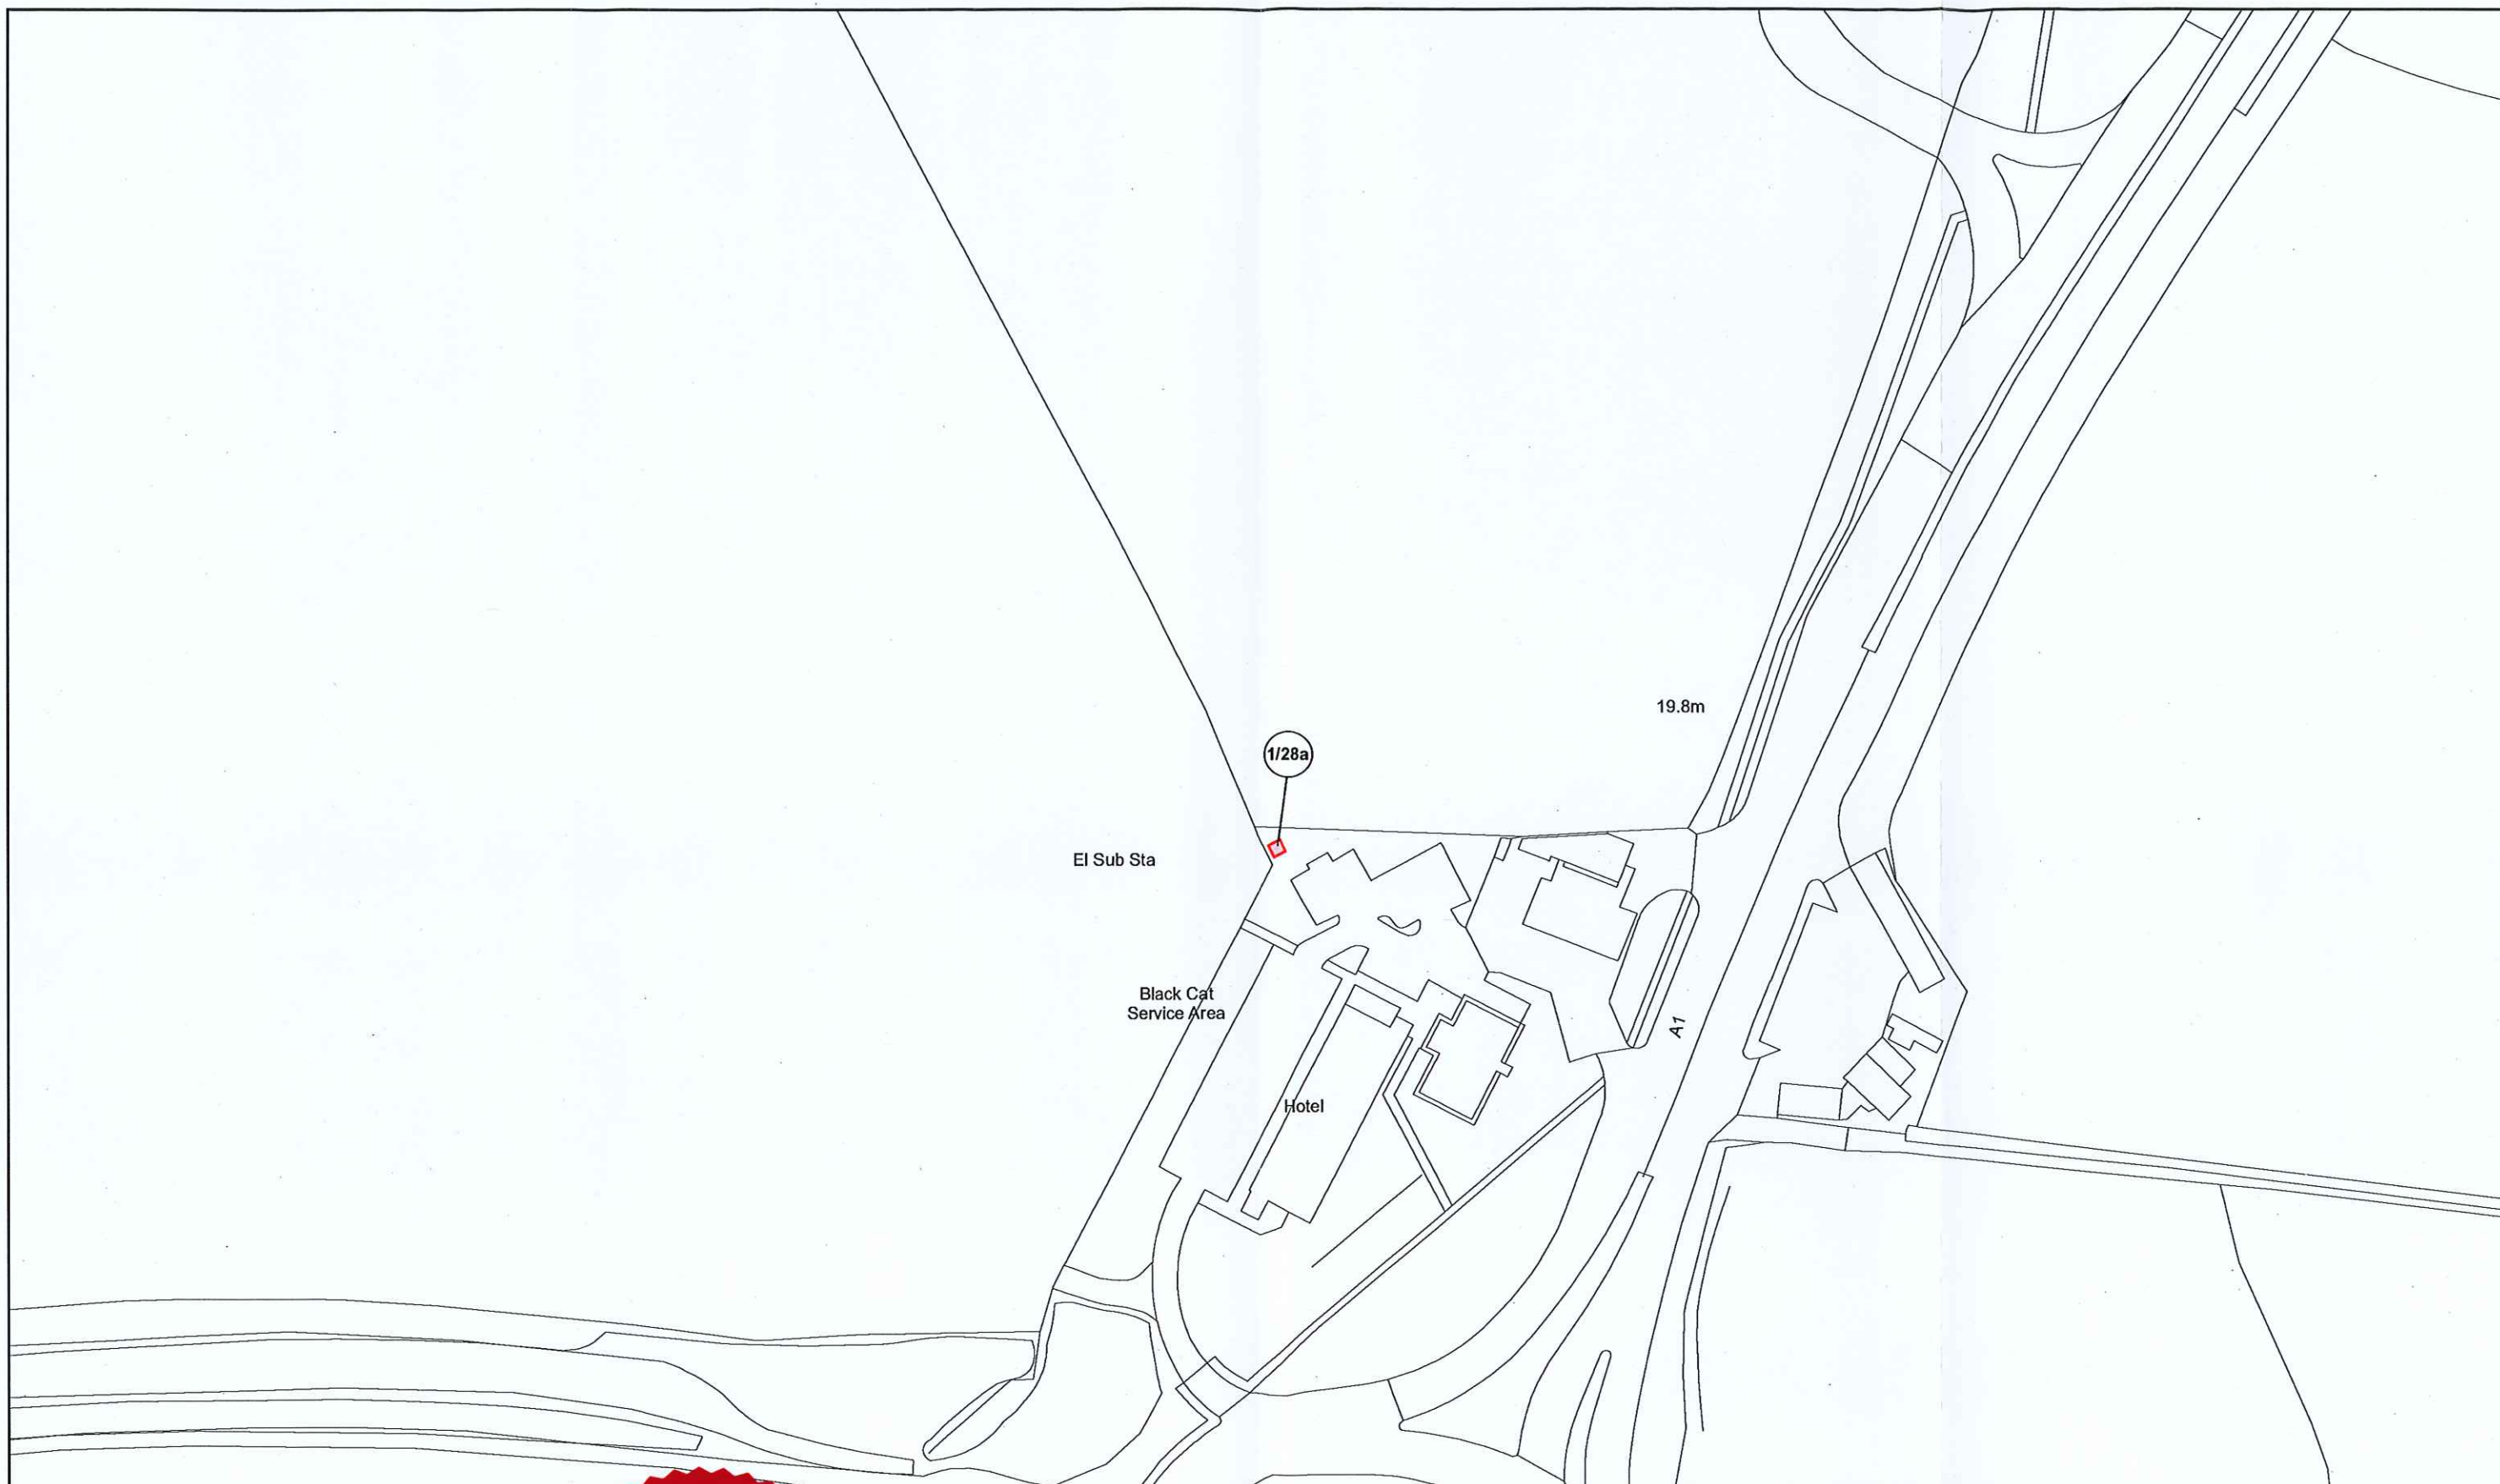 19.8m
1/28a
El Sub Sta
Black Cat
Service Area
A1
Hotel